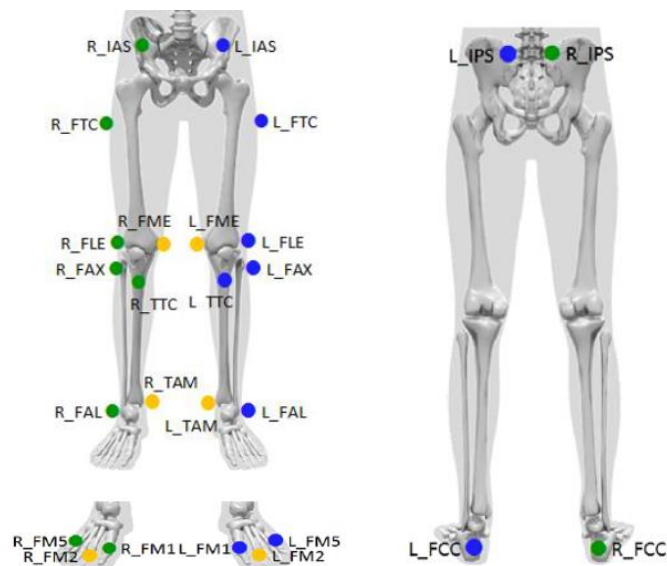 R_IAS L_IAS
L_IPS R_IPS
R_FTC L_FTC
R_FME L_FME
R_FLE L_FLE
R_FAX L_FAX
R_TTC L_TTC
R_TAM
R_FAL L_FAL
L_TAM
R_FM5 R_FM1 L_FM1 L_FM5
R_FM2 L_FM2
L_FCC R_FCC